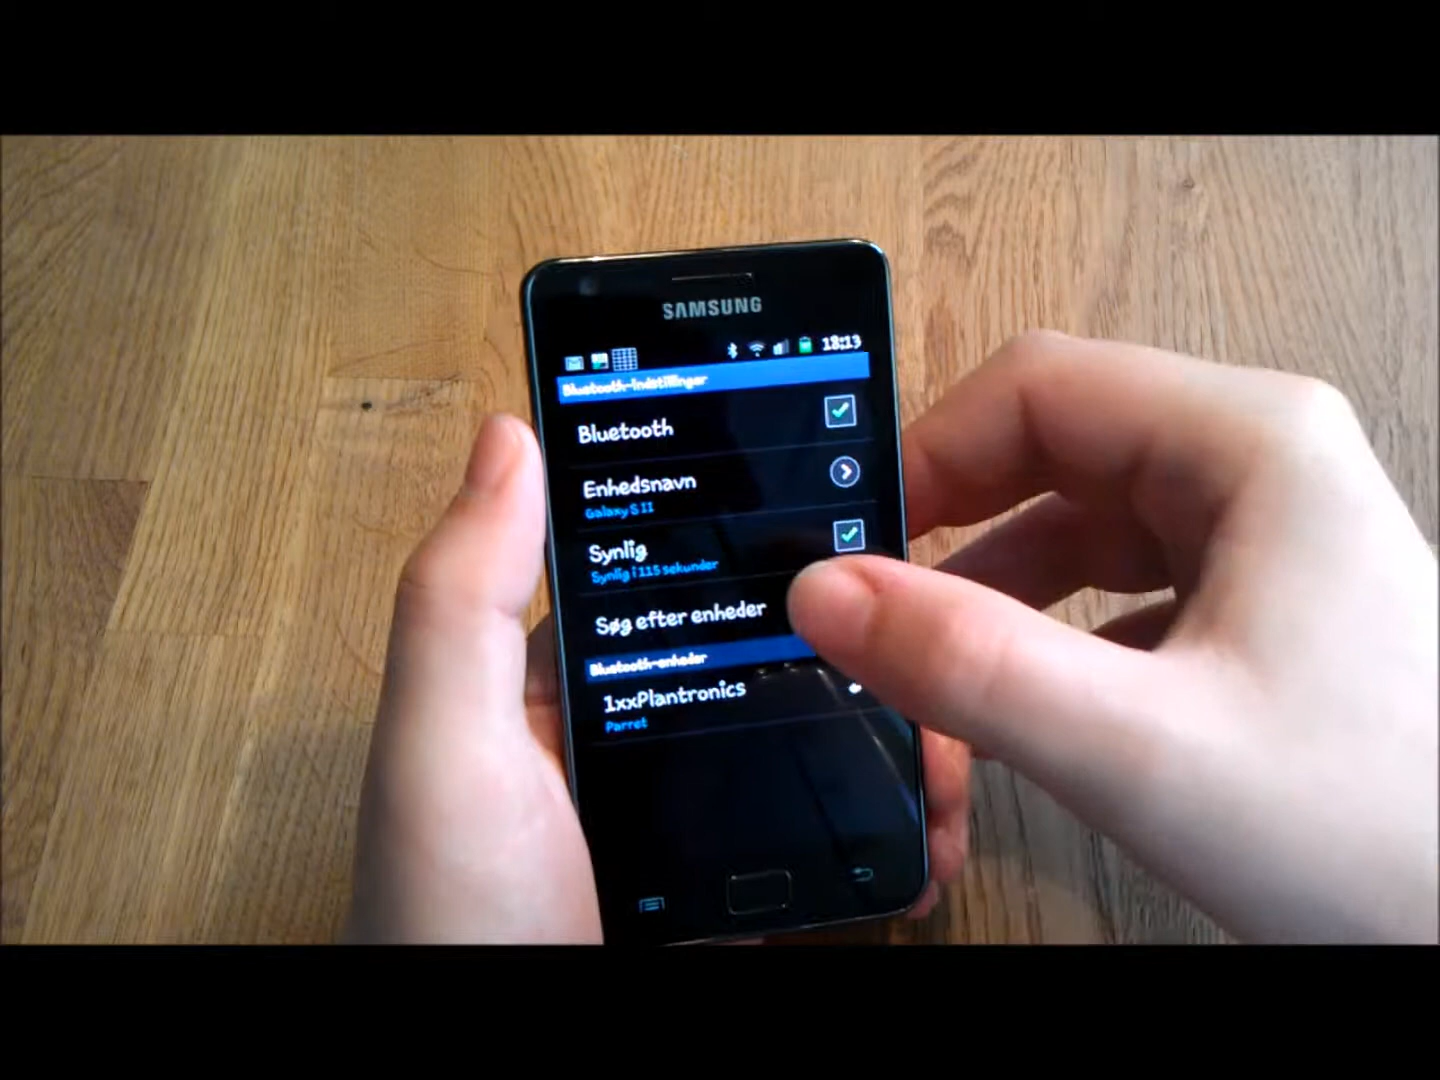 SAMSUNG
18:13
Bluetooth-indstillinger
Bluetooth
Enhedsnavn
Galaxy S II
Synlig
Synlig i 115 sekunder
Søg efter enheder
Bluetooth-enheder
1xxPlantronics
Parret